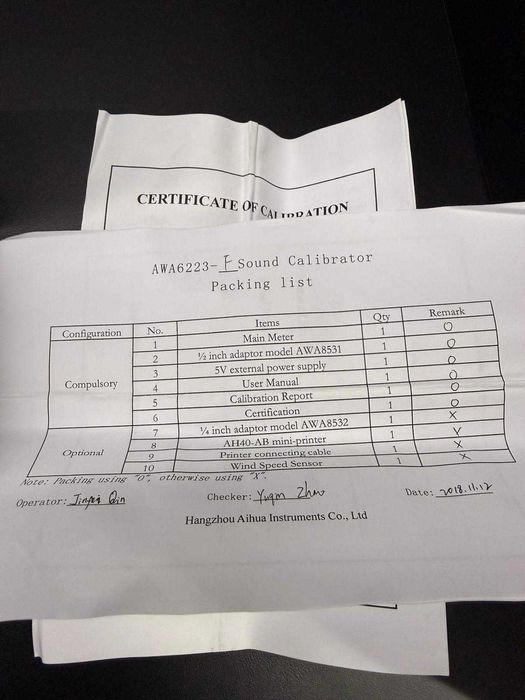 CERTIFICATE OF CALIBRATION
AWA6223-F Sound Calibrator
Packing list
Configuration No. Items Qty Remark
Compulsory
1 Main Meter 1 O
2 ½ inch adaptor model AWA8531 1 O
3 5V external power supply 1 O
4 User Manual 1 O
5 Calibration Report 1 O
6 Certification 1 O
Optional
7 ¼ inch adaptor model AWA8532 1 X
8 AH40-AB mini-printer 1
9 Printer connecting cable 1 X
10 Wind Speed Sensor 1 X
Note: Packing using "O", otherwise using "X".
Operator: Qin Checker: Date: 2018.11.12
Hangzhou Aihua Instruments Co., Ltd